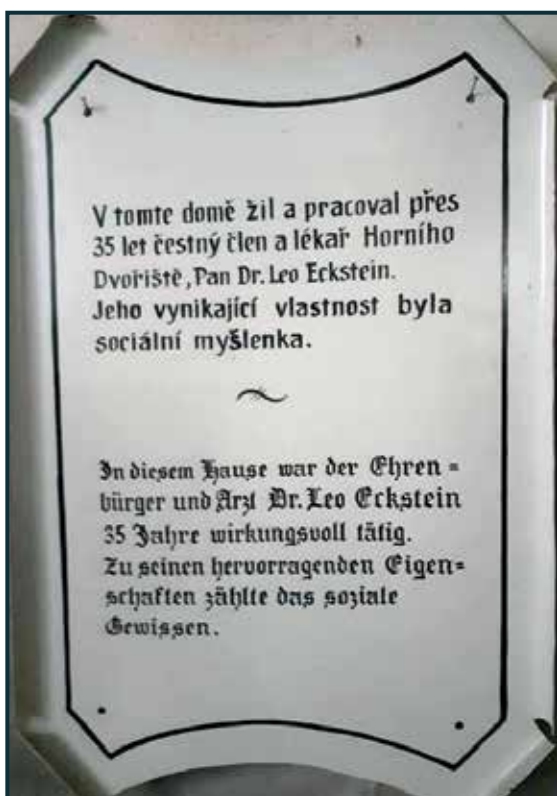 V tomte domě žil a pracoval přes
35 let čestný člen a lékař Horního
Dvořiště, Pan Dr. Leo Eckstein.
Jeho vynikající vlastnost byla
sociální myšlenka.
In diesem Hause war der Ehren=
bürger und Arzt Dr. Leo Eckstein
35 Jahre wirkungsvoll tätig.
Zu seinen hervorragenden Eigen=
schaften zählte das soziale
Gewissen.